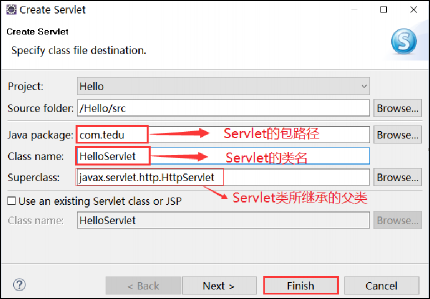 Create Servlet
Create Servlet
Specify class file destination.
S
Project: Hello
Source folder: /Hello/src Browse...
Java package: com.tedu Servlet的包路径 Browse...
Class name: HelloServlet Servlet的类名
Superclass: javax.servlet.http.HttpServlet Browse...
Servlet类所继承的父类
Use an existing Servlet class or JSP
Class name: HelloServlet Browse...
? < Back Next > Finish Cancel